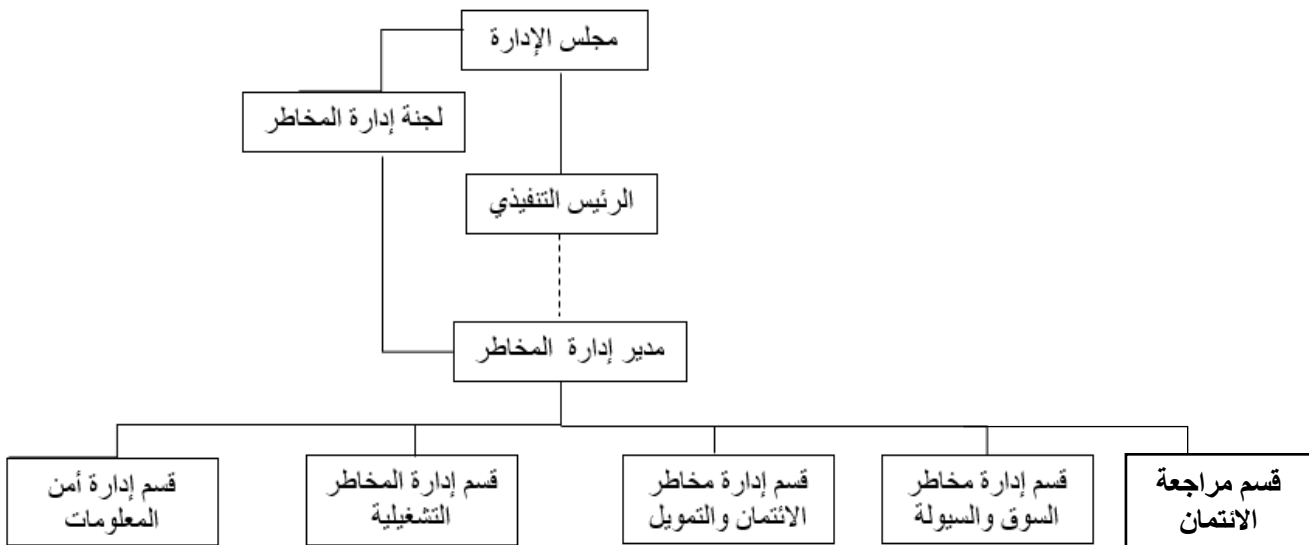 مجلس الإدارة
لجنة إدارة المخاطر
الرئيس التنفيذي
مدير إدارة المخاطر
قسم مراجعة
الائتمان
قسم إدارة مخاطر
السوق والسيولة
قسم إدارة مخاطر
الائتمان والتمويل
قسم إدارة المخاطر
التشغيلية
قسم إدارة أمن
المعلومات